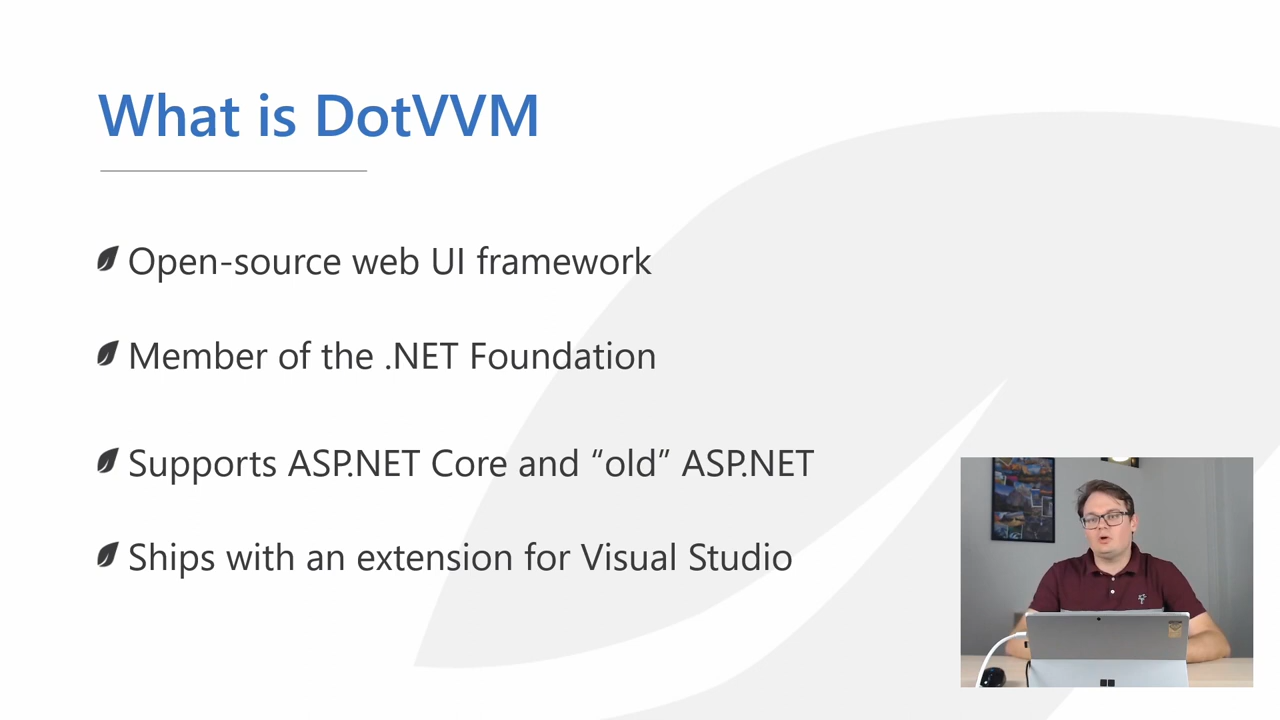 What is DotVVM
Open-source web UI framework
Member of the .NET Foundation
Supports ASP.NET Core and “old” ASP.NET
Ships with an extension for Visual Studio